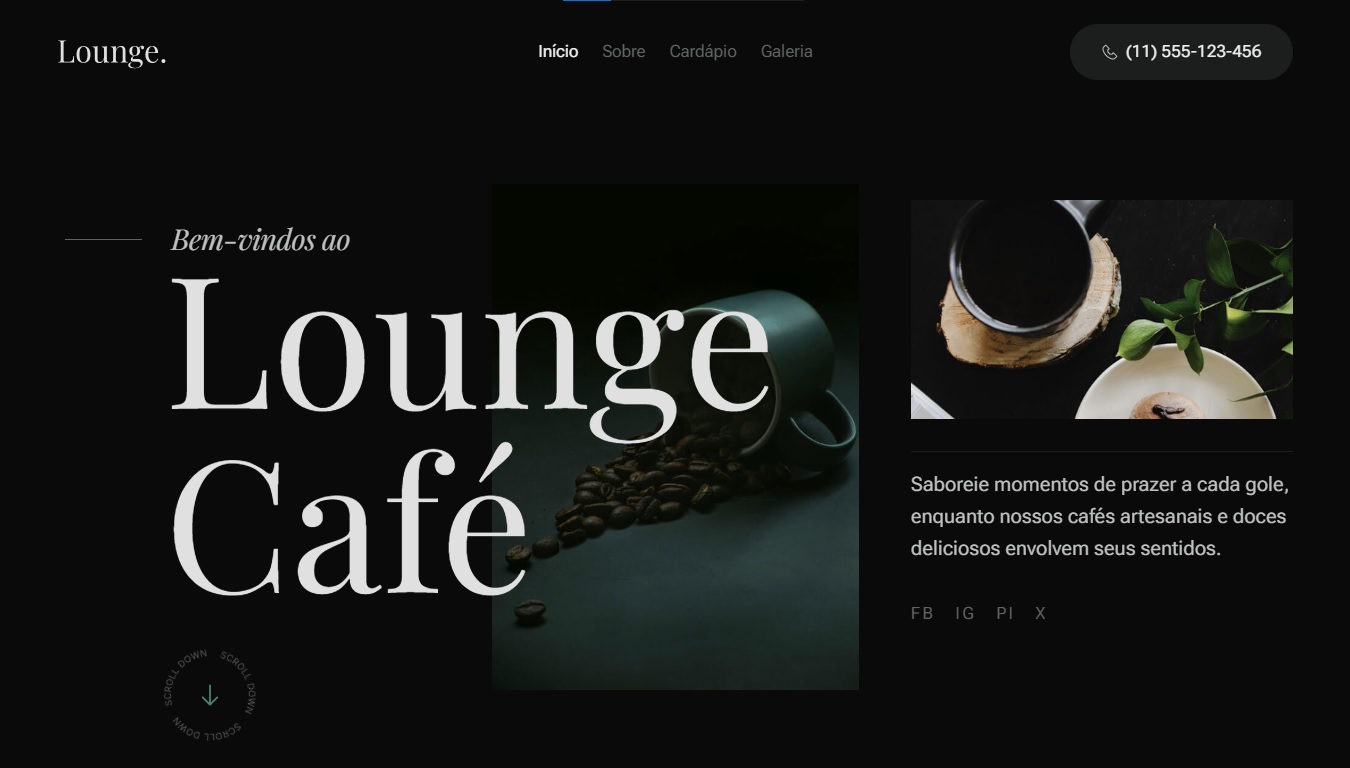 Lounge.
Início Sobre Cardápio Galeria
(11) 555-123-456
Bem-vindos ao
Lounge
Café
Saboreie momentos de prazer a cada gole,
enquanto nossos cafés artesanais e doces
deliciosos envolvem seus sentidos.
FB IG PI X
SCROLL DOWN SCROLL DOWN SCROLL DOWN SCROLL DOWN